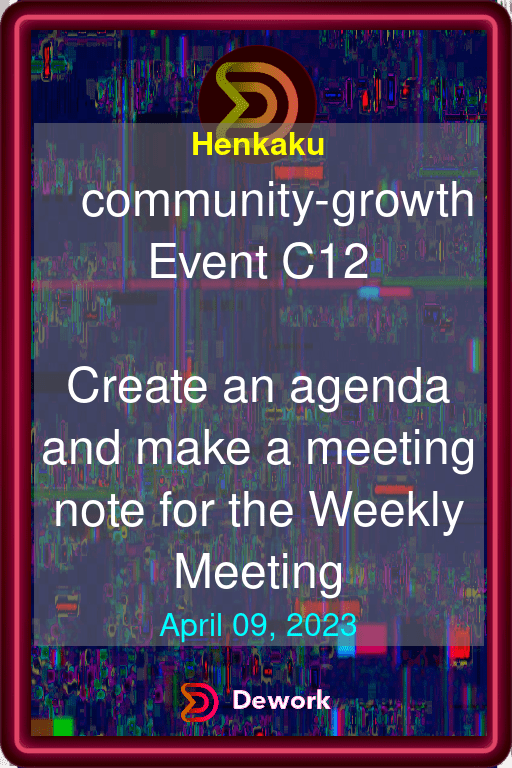 Henkaku
community-growth
Event C12
Create an agenda
and make a meeting
note for the Weekly
Meeting
April 09, 2023
Dework